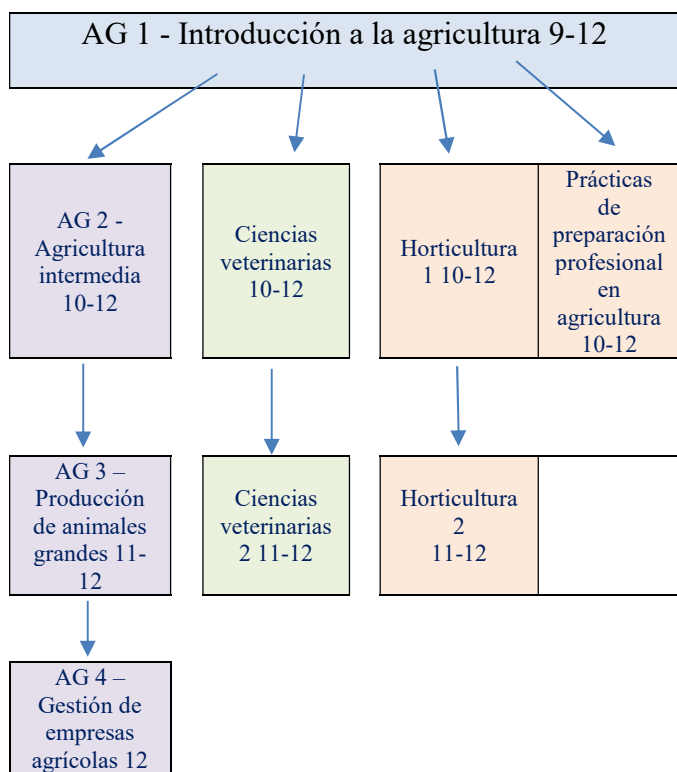 AG 1 - Introducción a la agricultura 9-12
AG 2 -
Agricultura
intermedia
10-12
Ciencias
veterinarias
10-12
Horticultura
1 10-12
Prácticas
de
preparación
profesional
en
agricultura
10-12
AG 3 –
Producción
de animales
grandes 11-
12
Ciencias
veterinarias
2 11-12
Horticultura
2
11-12
AG 4 –
Gestión de
empresas
agrícolas 12